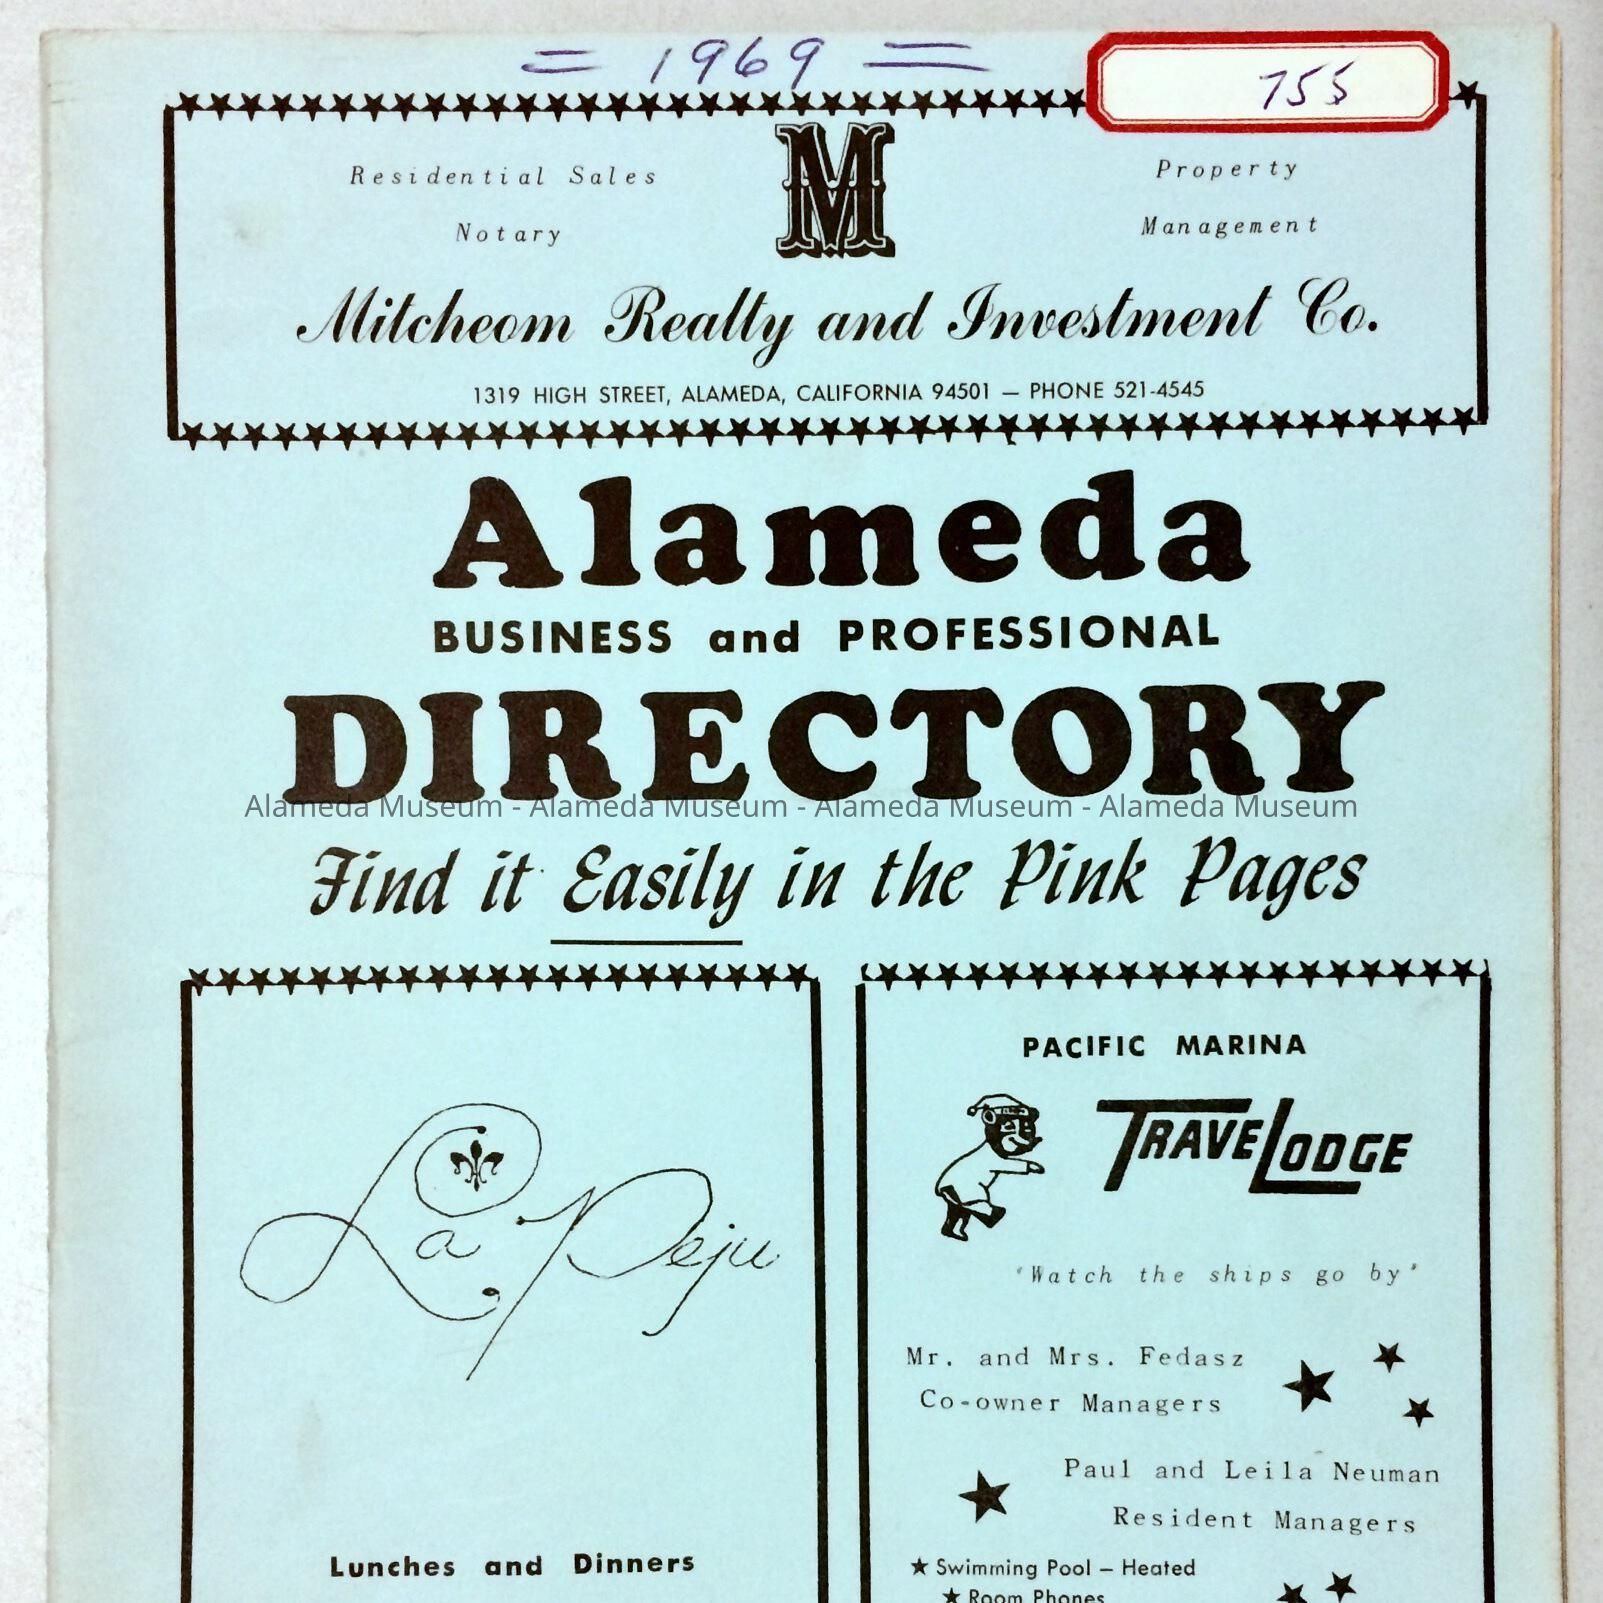 = 1969 =
755
M
Residential Sales
Notary
Property
Management
Mitcheom Realty and Investment Co.
1319 HIGH STREET, ALAMEDA, CALIFORNIA 94501 — PHONE 521-4545
Alameda
BUSINESS and PROFESSIONAL
DIRECTORY
Alameda Museum - Alameda Museum - Alameda Museum - Alameda Museum
Find it Easily in the Pink Pages
La Peju
Lunches and Dinners
PACIFIC MARINA
TRAVELODGE
"Watch the ships go by"
Mr. and Mrs. Fedasz
Co-owner Managers
Paul and Leila Neuman
Resident Managers
★ Swimming Pool – Heated
★ Room Phones